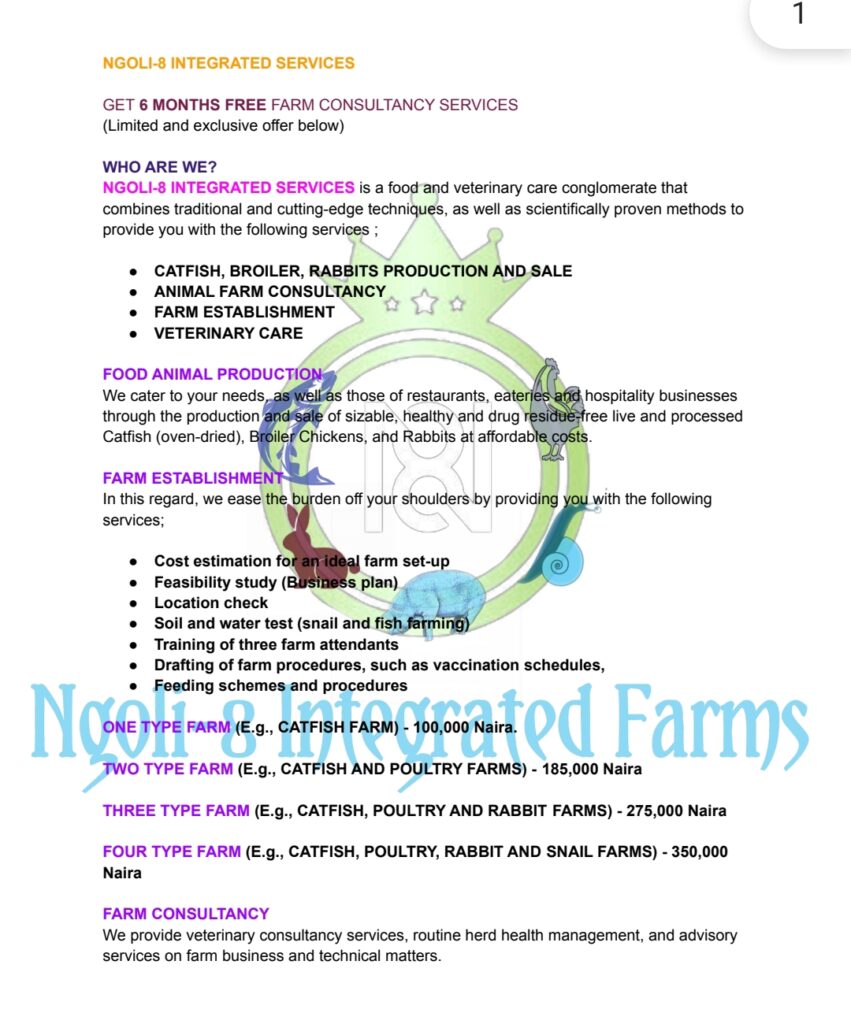 1
NGOLI-8 INTEGRATED SERVICES
GET 6 MONTHS FREE FARM CONSULTANCY SERVICES
(Limited and exclusive offer below)
WHO ARE WE?
NGOLI-8 INTEGRATED SERVICES is a food and veterinary care conglomerate that
combines traditional and cutting-edge techniques, as well as scientifically proven methods to
provide you with the following services ;
● CATFISH, BROILER, RABBITS PRODUCTION AND SALE
● ANIMAL FARM CONSULTANCY
● FARM ESTABLISHMENT
● VETERINARY CARE
FOOD ANIMAL PRODUCTION
We cater to your needs, as well as those of restaurants, eateries and hospitality businesses
through the production and sale of sizable, healthy and drug residue-free live and processed
Catfish (oven-dried), Broiler Chickens, and Rabbits at affordable costs.
FARM ESTABLISHMENT
In this regard, we ease the burden off your shoulders by providing you with the following
services;
● Cost estimation for an ideal farm set-up
● Feasibility study (Business plan)
● Location check
● Soil and water test (snail and fish farming)
● Training of three farm attendants
● Drafting of farm procedures, such as vaccination schedules,
● Feeding schemes and procedures
Ngoli-8 Integrated Farms
ONE TYPE FARM (E.g., CATFISH FARM) - 100,000 Naira.
TWO TYPE FARM (E.g., CATFISH AND POULTRY FARMS) - 185,000 Naira
THREE TYPE FARM (E.g., CATFISH, POULTRY AND RABBIT FARMS) - 275,000 Naira
FOUR TYPE FARM (E.g., CATFISH, POULTRY, RABBIT AND SNAIL FARMS) - 350,000
Naira
FARM CONSULTANCY
We provide veterinary consultancy services, routine herd health management, and advisory
services on farm business and technical matters.